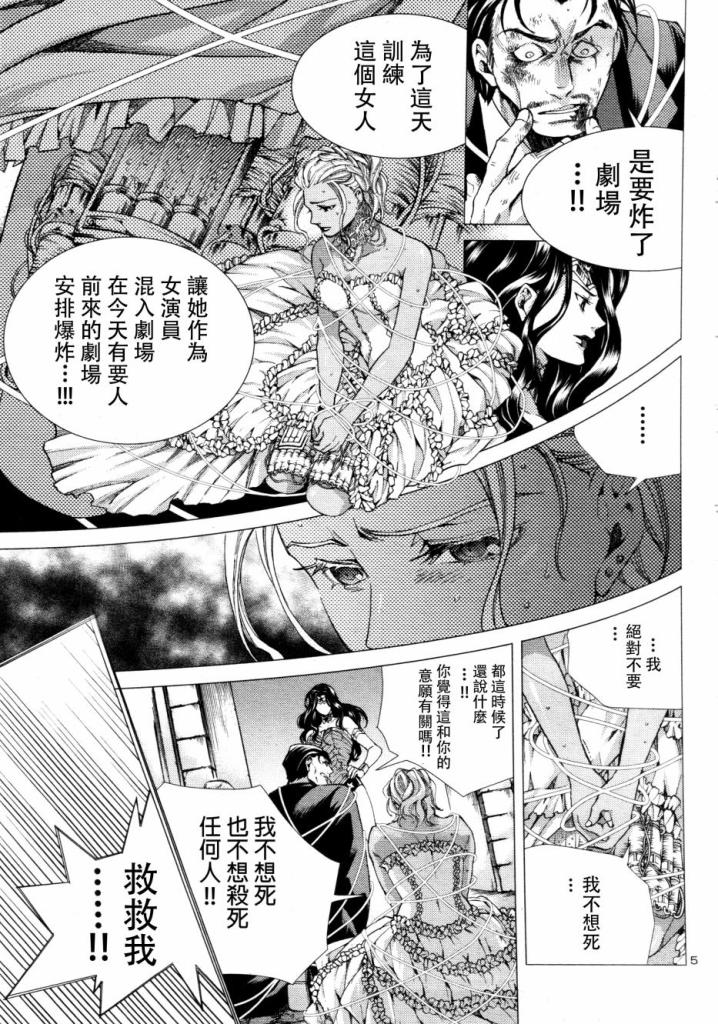 是要炸了
劇場
…!!
為了這天
訓練
這個女人
讓她作為
女演員
混入劇場
在今天有要人
前來的劇場
安排爆炸…!!!
……
…我
絕對不要
…
我不想死
…
都這時候了
還說什麼
…!!
你覺得這和你的
意願有關嗎!!
我不想死
也不想殺死
任何人!!
救救我
……!!
5